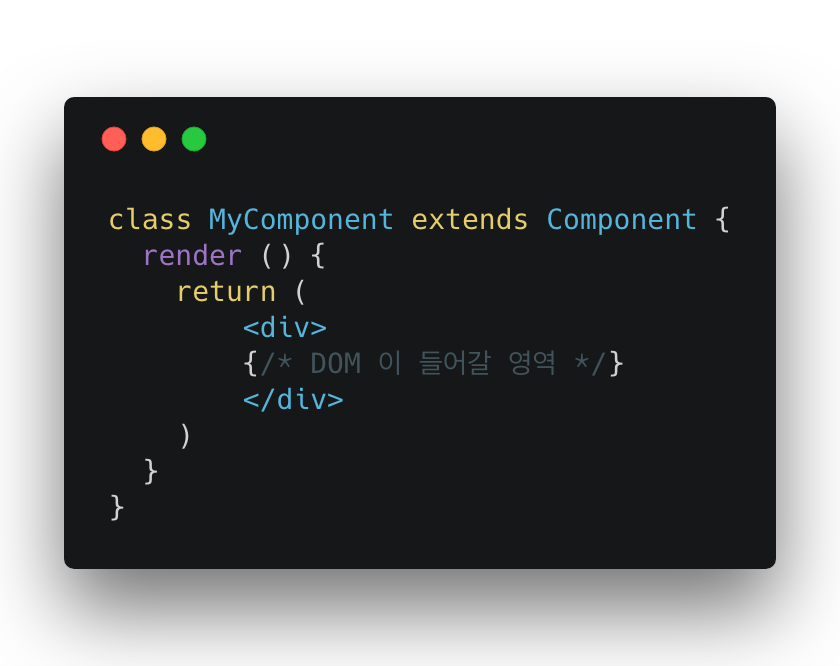 class MyComponent extends Component {
  render () {
    return (
        <div>
        {/* DOM 이 들어갈 영역 */}
        </div>
    )
  }
}